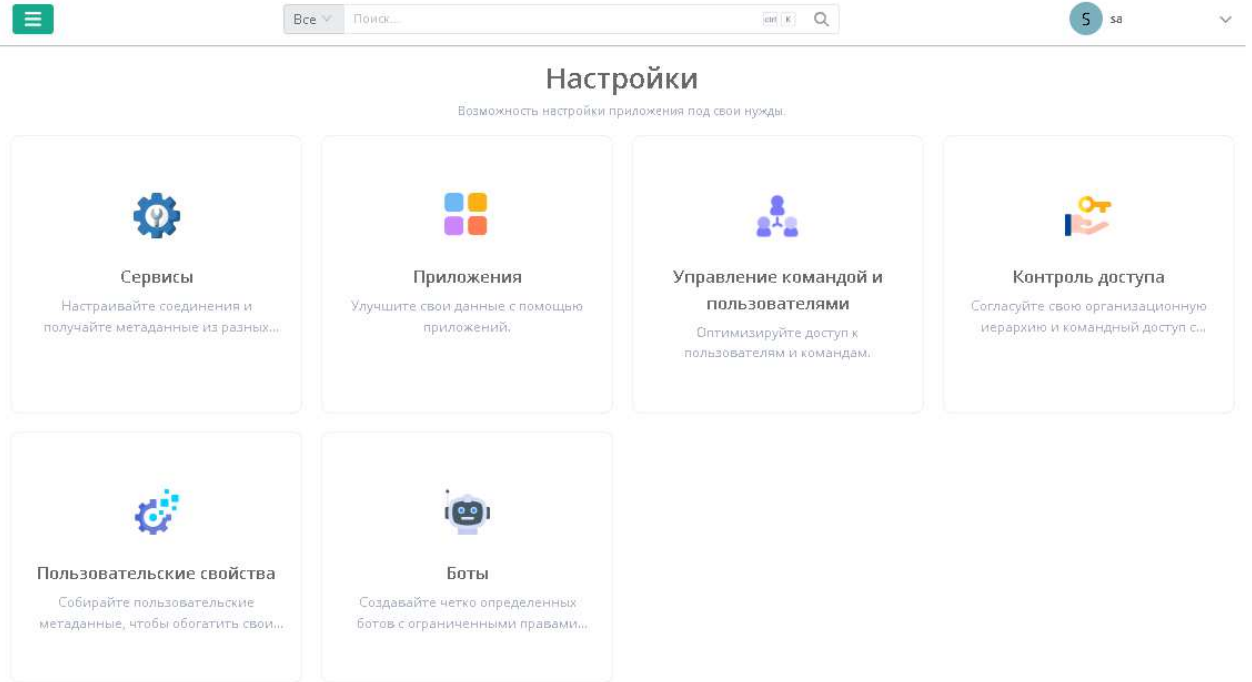 Все Поиск... ctrl K S sa
Настройки
Возможность настройки приложения под свои нужды.
Сервисы
Настраивайте соединения и
получайте метаданные из разных...
Приложения
Улучшите свои данные с помощью
приложений.
Управление командой и
пользователями
Оптимизируйте доступ к
пользователям и командам.
Контроль доступа
Согласуйте свою организационную
иерархию и командный доступ с...
Пользовательские свойства
Собирайте пользовательские
метаданные, чтобы обогатить свои...
Боты
Создавайте четко определенных
ботов с ограниченными правами...